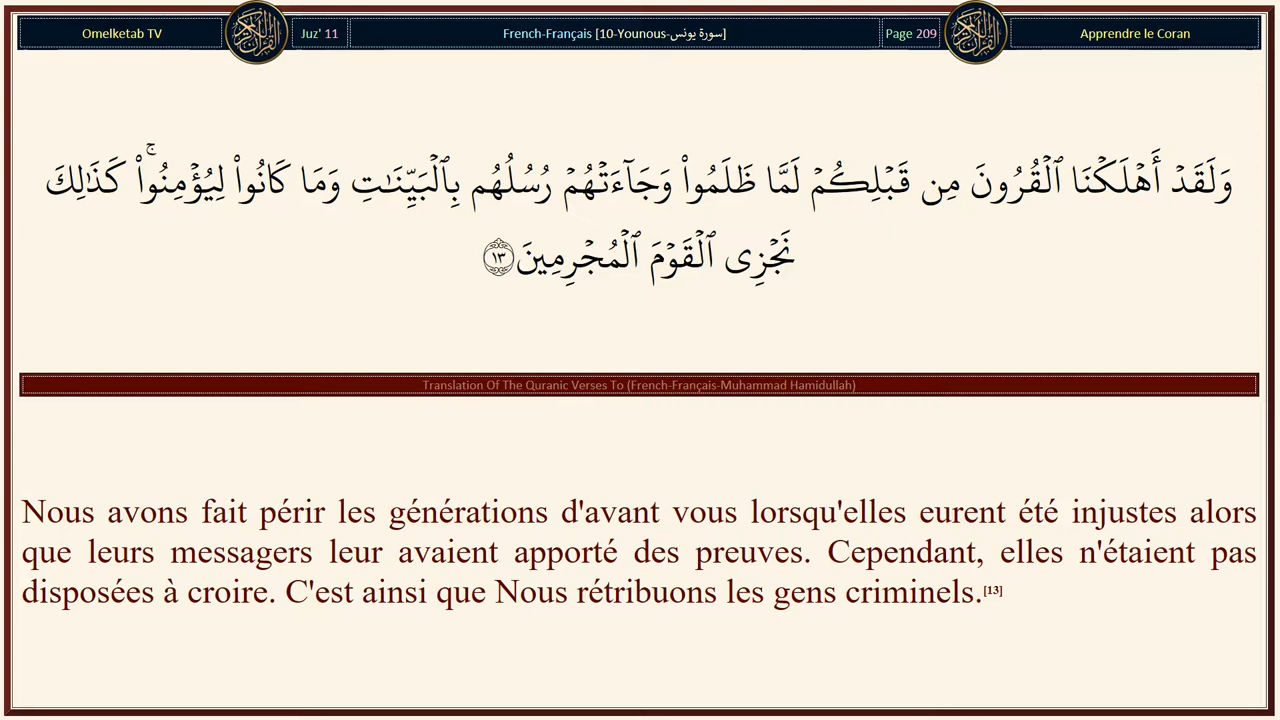 Omelketab TV
Juz' 11
French-Français [10-Younous-سورة يونس]
Page 209
Apprendre le Coran
وَلَقَدۡ أَهۡلَكۡنَا ٱلۡقُرُونَ مِن قَبۡلِكُمۡ لَمَّا ظَلَمُواْ وَجَآءَتۡهُمۡ رُسُلُهُم بِٱلۡبَيِّنَٰتِ وَمَا كَانُواْ لِيُؤۡمِنُواْۚ كَذَٰلِكَ
نَجۡزِي ٱلۡقَوۡمَ ٱلۡمُجۡرِمِينَ ١٣
Translation Of The Quranic Verses To (French-Français-Muhammad Hamidullah)
Nous avons fait périr les générations d'avant vous lorsqu'elles eurent été injustes alors
que leurs messagers leur avaient apporté des preuves. Cependant, elles n'étaient pas
disposées à croire. C'est ainsi que Nous rétribuons les gens criminels.[13]